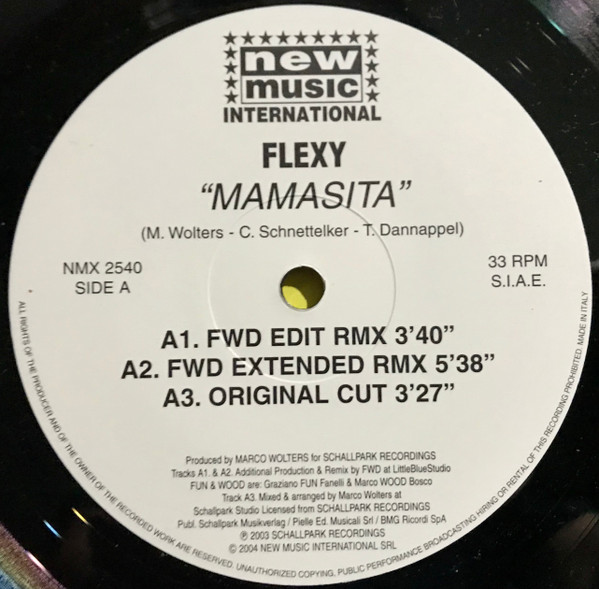 new
music
INTERNATIONAL
FLEXY
“MAMASITA”
(M. Wolters - C. Schnettelker - T. Dannappel)
NMX 2540
SIDE A
33 RPM
S.I.A.E.
A1. FWD EDIT RMX 3’40”
A2. FWD EXTENDED RMX 5’38”
A3. ORIGINAL CUT 3’27”
Produced by MARCO WOLTERS for SCHALLPARK RECORDINGS
Tracks A1. & A2. Additional Production & Remix by FWD at LittleBlueStudio
FUN & WOOD are: Graziano FUN Fanelli & Marco WOOD Bosco
Track A3. Mixed & arranged by Marco Wolters at
Schallpark Studio Licensed from SCHALLPARK RECORDINGS
Publ. Schallpark Musikverlag / Pielle Ed. Musicali Srl / BMG Ricordi SpA
℗ 2003 SCHALLPARK RECORDINGS
© 2004 NEW MUSIC INTERNATIONAL SRL
ALL RIGHTS OF THE PRODUCER AND OF THE OWNER OF THE RECORDED WORK ARE RESERVED. UNAUTHORIZED COPYING, PUBLIC PERFORMANCE BROADCASTING HIRING OR RENTAL OF THIS RECORDING PROHIBITED. MADE IN ITALY